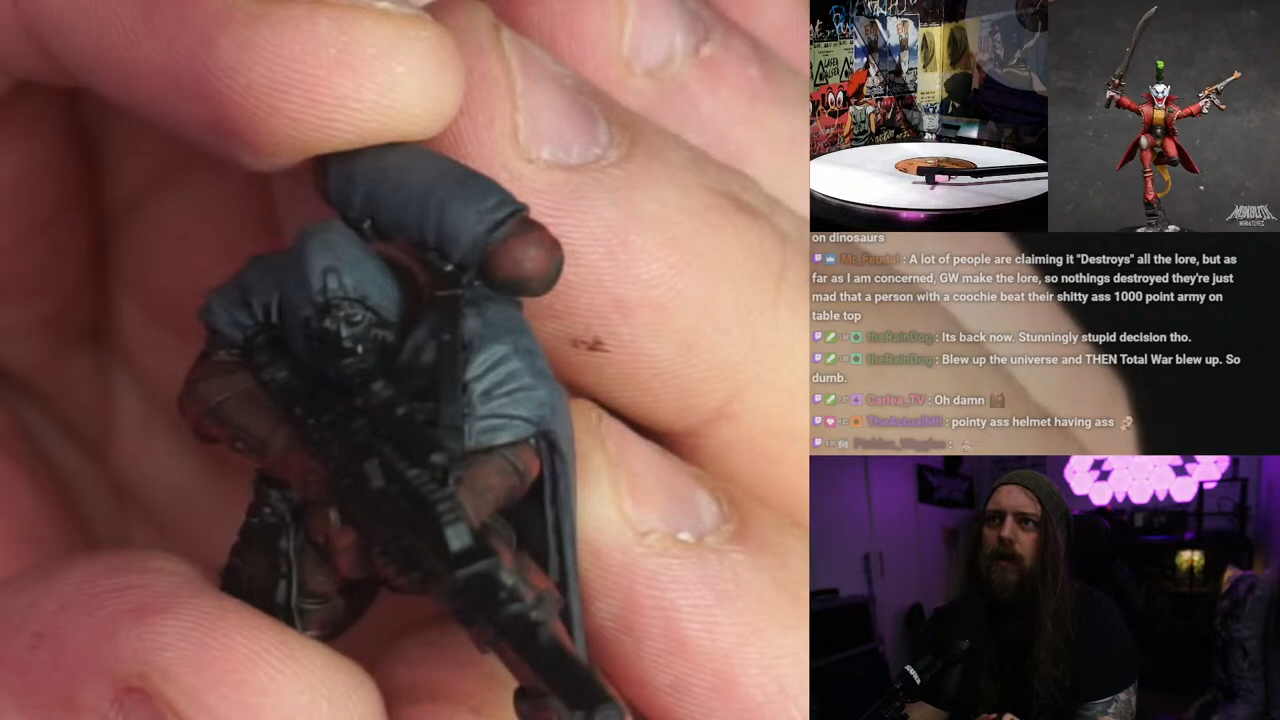 on dinosaurs
Mr_Feudal : A lot of people are claiming it "Destroys" all the lore, but as
far as I am concerned, GW make the lore, so nothings destroyed they're just
mad that a person with a coochie beat their shitty ass 1000 point army on
table top
theRainDog : Its back now. Stunningly stupid decision tho.
theRainDog : Blew up the universe and THEN Total War blew up. So
dumb.
Carlea_TV : Oh damn
TheActualMil : pointy ass helmet having ass